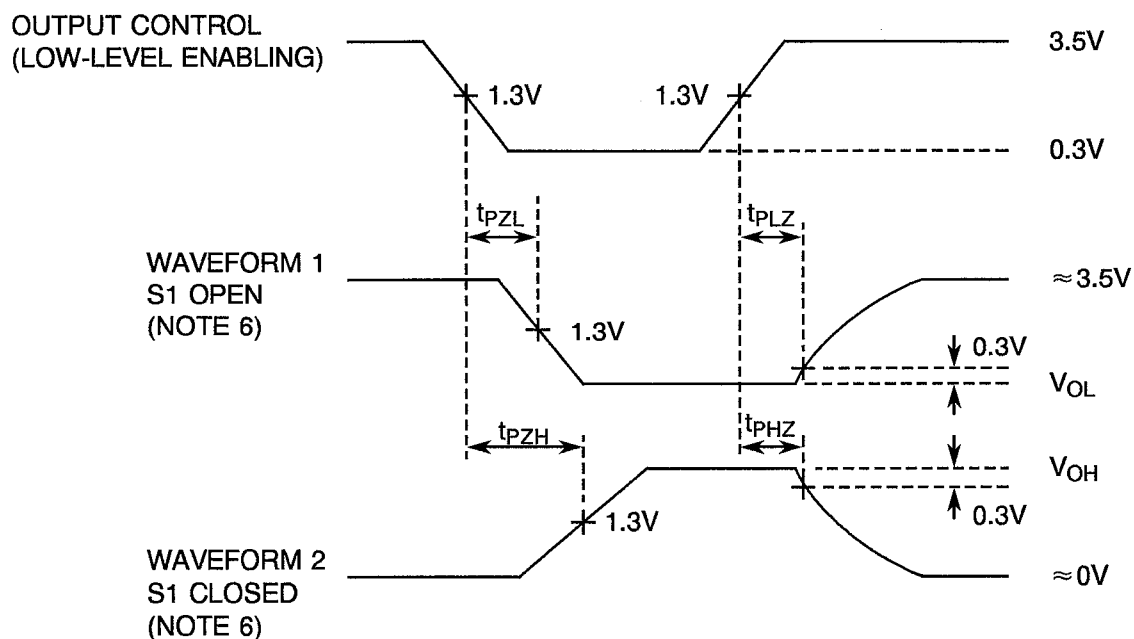 OUTPUT CONTROL
(LOW-LEVEL ENABLING)
3.5V
1.3V 1.3V
0.3V
tPZL tPLZ
WAVEFORM 1
S1 OPEN
(NOTE 6)
≈3.5V
1.3V
0.3V
VOL
tPZH tPHZ
VOH
1.3V
0.3V
WAVEFORM 2
S1 CLOSED
(NOTE 6)
≈0V